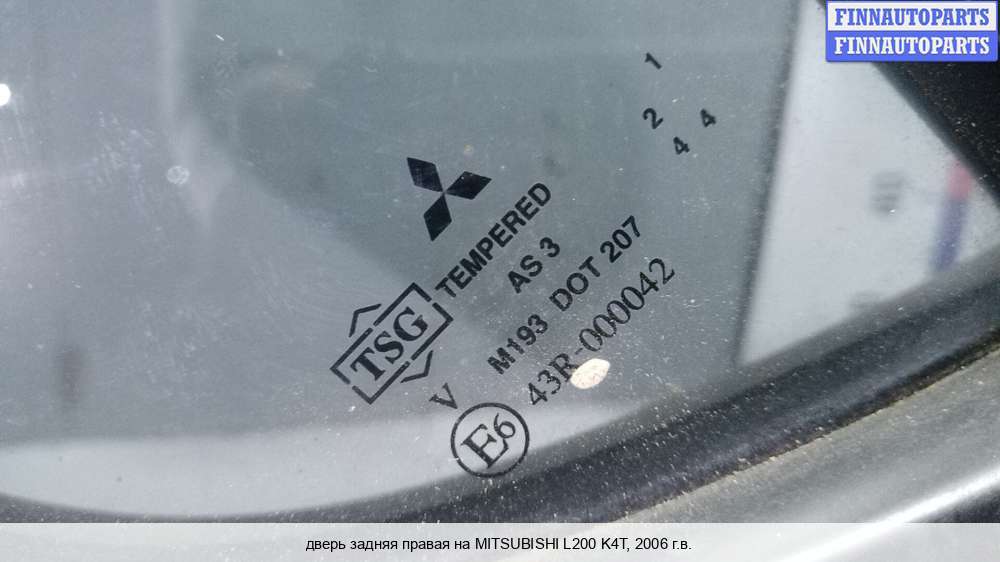 FINNAUTOPARTS
FINNAUTOPARTS
1
2
4 4
TEMPERED
TSG
AS 3
M193 DOT 207
V
43R-000042
E6
дверь задняя правая на MITSUBISHI L200 K4T, 2006 г.в.